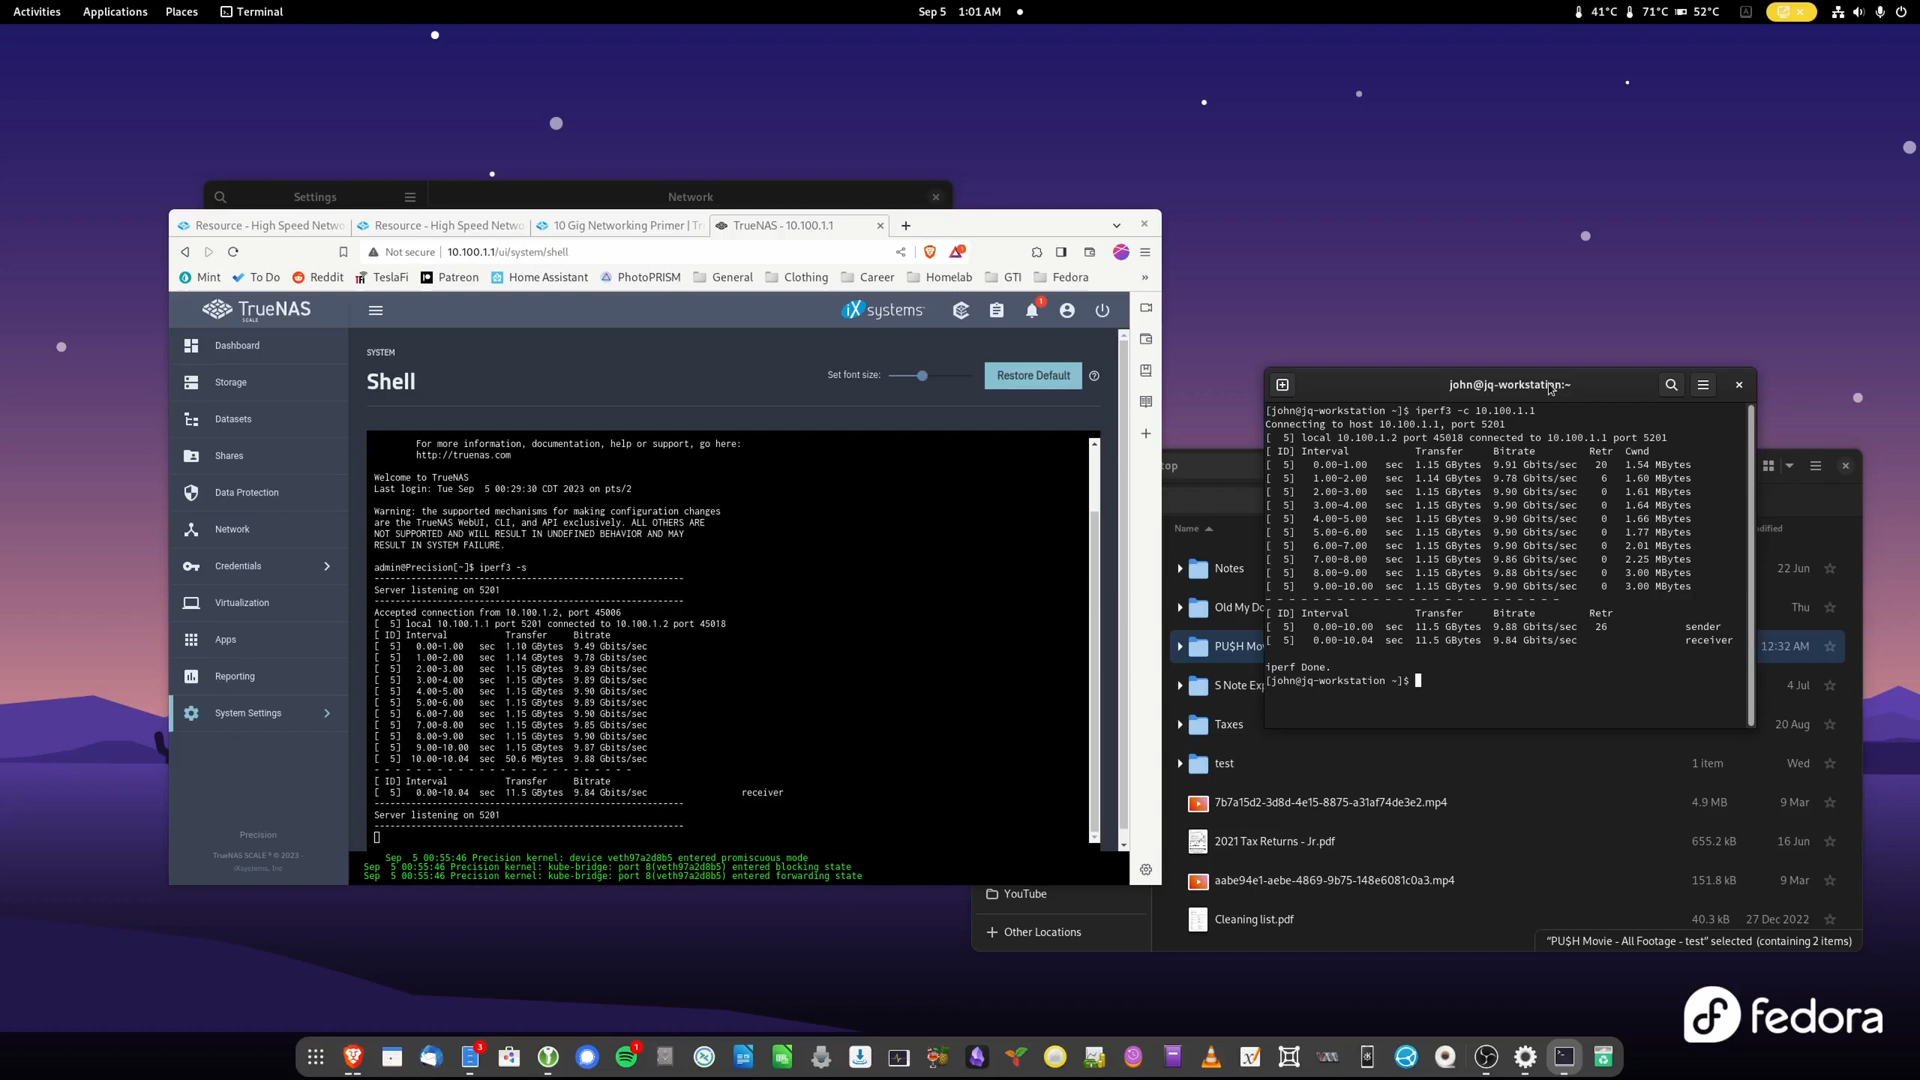 Activities Applications Places Terminal Sep 5 1:01 AM 41°C 71°C 52°C
Settings Network
Resource - High Speed Netwo Resource - High Speed Netwo 10 Gig Networking Primer | Tr TrueNAS - 10.100.1.1
Not secure 10.100.1.1/ui/system/shell
Mint To Do Reddit TeslaFi Patreon Home Assistant PhotoPRISM General Clothing Career Homelab GTI Fedora »
TrueNAS SCALE iXsystems 1
Dashboard
Storage
Datasets
Shares
Data Protection
Network
Credentials
Virtualization
Apps
Reporting
System Settings
Precision
TrueNAS SCALE ® © 2023 -
iXsystems, Inc
SYSTEM
Shell
Set font size: Restore Default
For more information, documentation, help or support, go here:
http://truenas.com
Welcome to TrueNAS
Last login: Tue Sep  5 00:29:30 CDT 2023 on pts/2
Warning: the supported mechanisms for making configuration changes
are the TrueNAS WebUI, CLI, and API exclusively. ALL OTHERS ARE
NOT SUPPORTED AND WILL RESULT IN UNDEFINED BEHAVIOR AND MAY
RESULT IN SYSTEM FAILURE.
admin@Precision[~]$ iperf3 -s
-----------------------------------------------------------
Server listening on 5201
-----------------------------------------------------------
Accepted connection from 10.100.1.2, port 45006
[  5] local 10.100.1.1 port 5201 connected to 10.100.1.2 port 45018
[ ID] Interval Transfer Bitrate
[  5] 0.00-1.00 sec 1.10 GBytes 9.49 Gbits/sec
[  5] 1.00-2.00 sec 1.14 GBytes 9.78 Gbits/sec
[  5] 2.00-3.00 sec 1.15 GBytes 9.89 Gbits/sec
[  5] 3.00-4.00 sec 1.15 GBytes 9.89 Gbits/sec
[  5] 4.00-5.00 sec 1.15 GBytes 9.90 Gbits/sec
[  5] 5.00-6.00 sec 1.15 GBytes 9.89 Gbits/sec
[  5] 6.00-7.00 sec 1.15 GBytes 9.90 Gbits/sec
[  5] 7.00-8.00 sec 1.15 GBytes 9.85 Gbits/sec
[  5] 8.00-9.00 sec 1.15 GBytes 9.90 Gbits/sec
[  5] 9.00-10.00 sec 1.15 GBytes 9.87 Gbits/sec
[  5] 10.00-10.04 sec 50.6 MBytes 9.88 Gbits/sec
- - - - - - - - - - - - - - - - - - - - - - - - -
[ ID] Interval Transfer Bitrate
[  5] 0.00-10.04 sec 11.5 GBytes 9.84 Gbits/sec receiver
-----------------------------------------------------------
Server listening on 5201
-----------------------------------------------------------
Sep  5 00:55:46 Precision kernel: device veth97a2d8b5 entered promiscuous mode
Sep  5 00:55:46 Precision kernel: kube-bridge: port 8(veth97a2d8b5) entered blocking state
Sep  5 00:55:46 Precision kernel: kube-bridge: port 8(veth97a2d8b5) entered forwarding state
john@jq-workstation:~
[john@jq-workstation ~]$ iperf3 -c 10.100.1.1
Connecting to host 10.100.1.1, port 5201
[  5] local 10.100.1.2 port 45018 connected to 10.100.1.1 port 5201
[ ID] Interval Transfer Bitrate Retr Cwnd
[  5] 0.00-1.00 sec 1.15 GBytes 9.91 Gbits/sec 20 1.54 MBytes
[  5] 1.00-2.00 sec 1.14 GBytes 9.78 Gbits/sec 6 1.60 MBytes
[  5] 2.00-3.00 sec 1.15 GBytes 9.90 Gbits/sec 0 1.61 MBytes
[  5] 3.00-4.00 sec 1.15 GBytes 9.90 Gbits/sec 0 1.64 MBytes
[  5] 4.00-5.00 sec 1.15 GBytes 9.90 Gbits/sec 0 1.66 MBytes
[  5] 5.00-6.00 sec 1.15 GBytes 9.90 Gbits/sec 0 1.77 MBytes
[  5] 6.00-7.00 sec 1.15 GBytes 9.90 Gbits/sec 0 2.01 MBytes
[  5] 7.00-8.00 sec 1.15 GBytes 9.86 Gbits/sec 0 2.25 MBytes
[  5] 8.00-9.00 sec 1.15 GBytes 9.88 Gbits/sec 0 3.00 MBytes
[  5] 9.00-10.00 sec 1.15 GBytes 9.90 Gbits/sec 0 3.00 MBytes
- - - - - - - - - - - - - - - - - - - - - - - - -
[ ID] Interval Transfer Bitrate Retr
[  5] 0.00-10.00 sec 11.5 GBytes 9.88 Gbits/sec 26 sender
[  5] 0.00-10.04 sec 11.5 GBytes 9.84 Gbits/sec receiver
iperf Done.
[john@jq-workstation ~]$
top
Name odified
Notes 22 Jun
Old My Do Thu
PU$H Mo 12:32 AM
S Note Exp 4 Jul
Taxes 20 Aug
test 1 item Wed
7b7a15d2-3d8d-4e15-8875-a31af74de3e2.mp4 4.9 MB 9 Mar
2021 Tax Returns - Jr.pdf 655.2 kB 16 Jun
aabe94e1-aebe-4869-9b75-148e6081c0a3.mp4 151.8 kB 9 Mar
Cleaning list.pdf 40.3 kB 27 Dec 2022
YouTube
Other Locations
"PU$H Movie - All Footage - test" selected (containing 2 items)
fedora
3 1